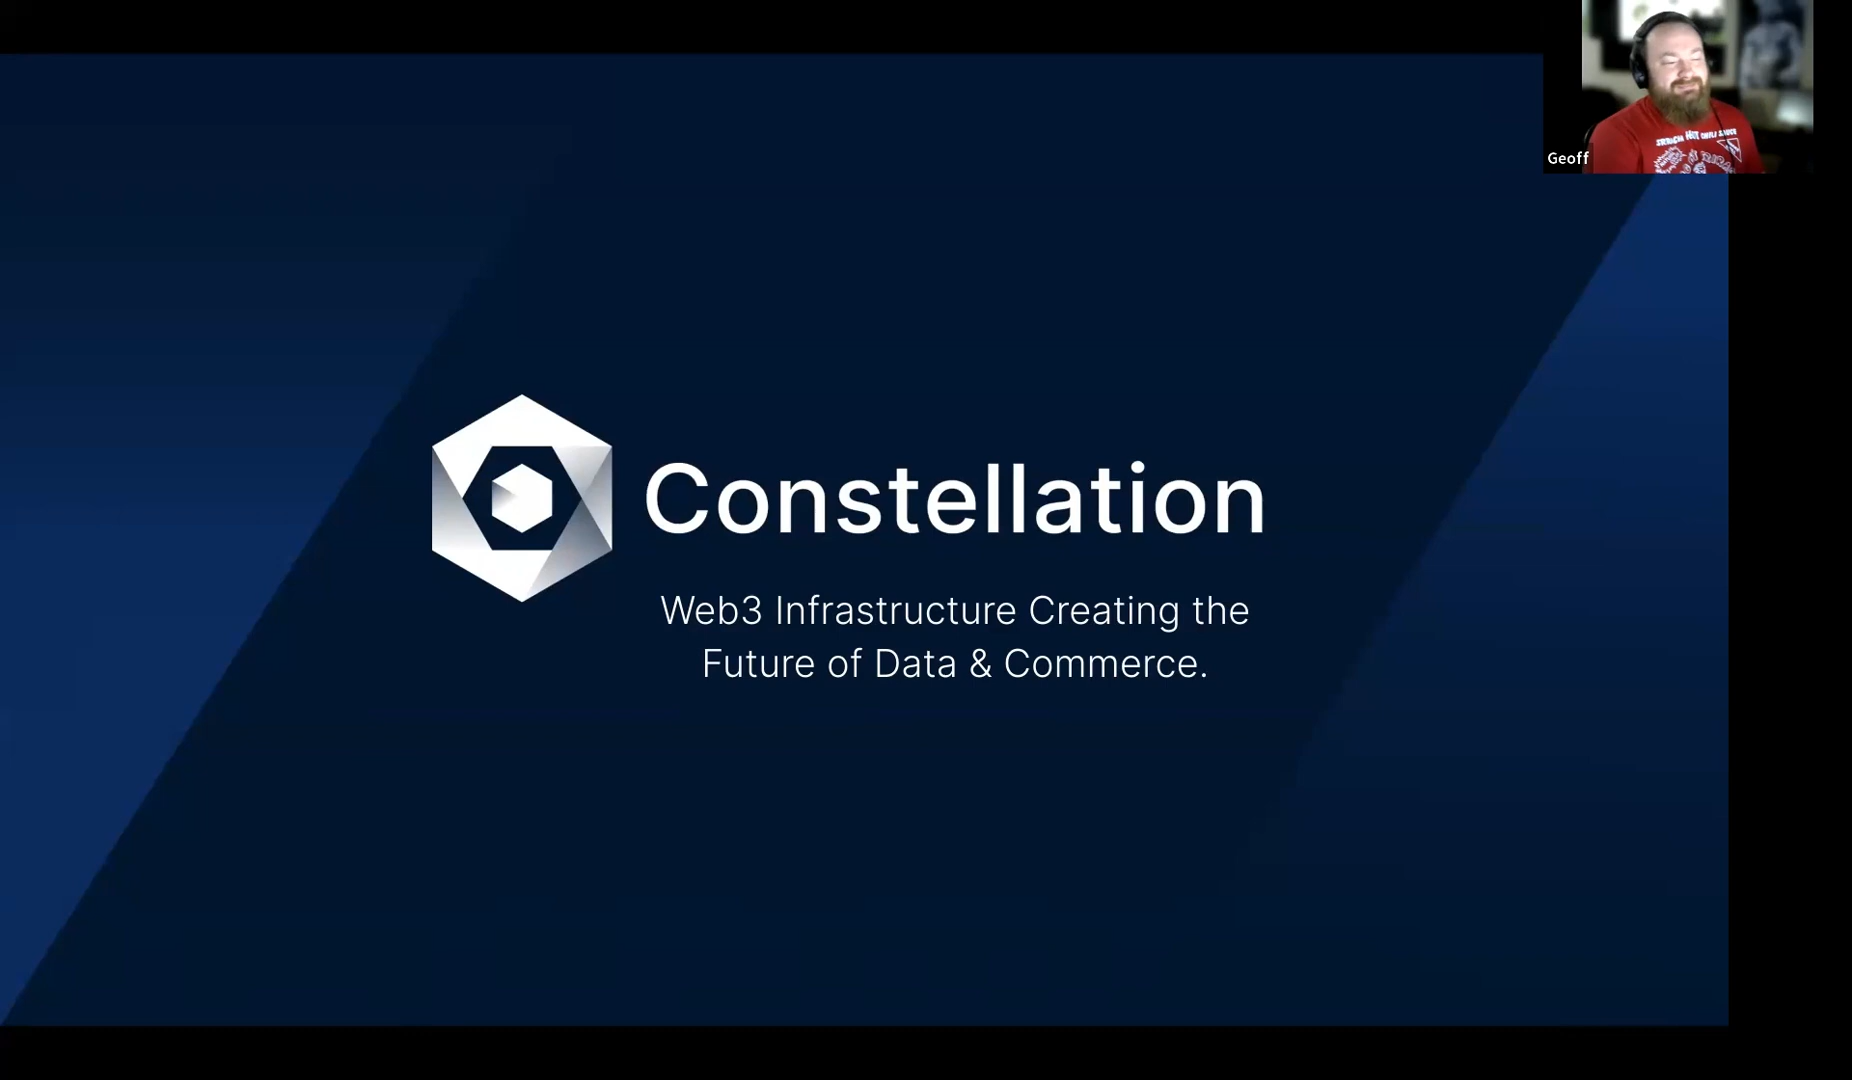 Geoff
Constellation
Web3 Infrastructure Creating the
Future of Data & Commerce.